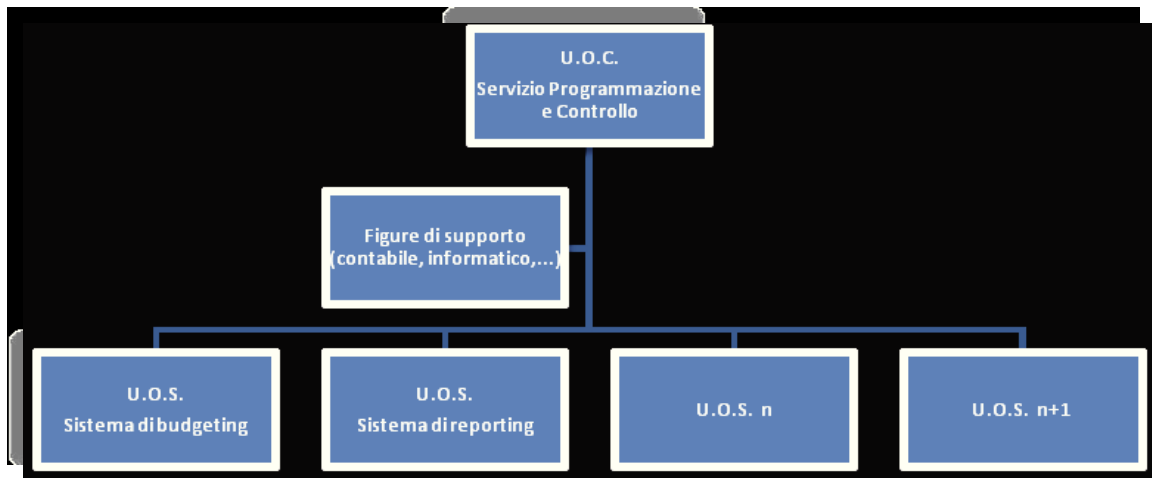 U.O.C.
Servizio Programmazione
e Controllo
Figure di supporto
(contabile, informatico,...)
U.O.S.
Sistema di budgeting
U.O.S.
Sistema di reporting
U.O.S. n
U.O.S. n+1